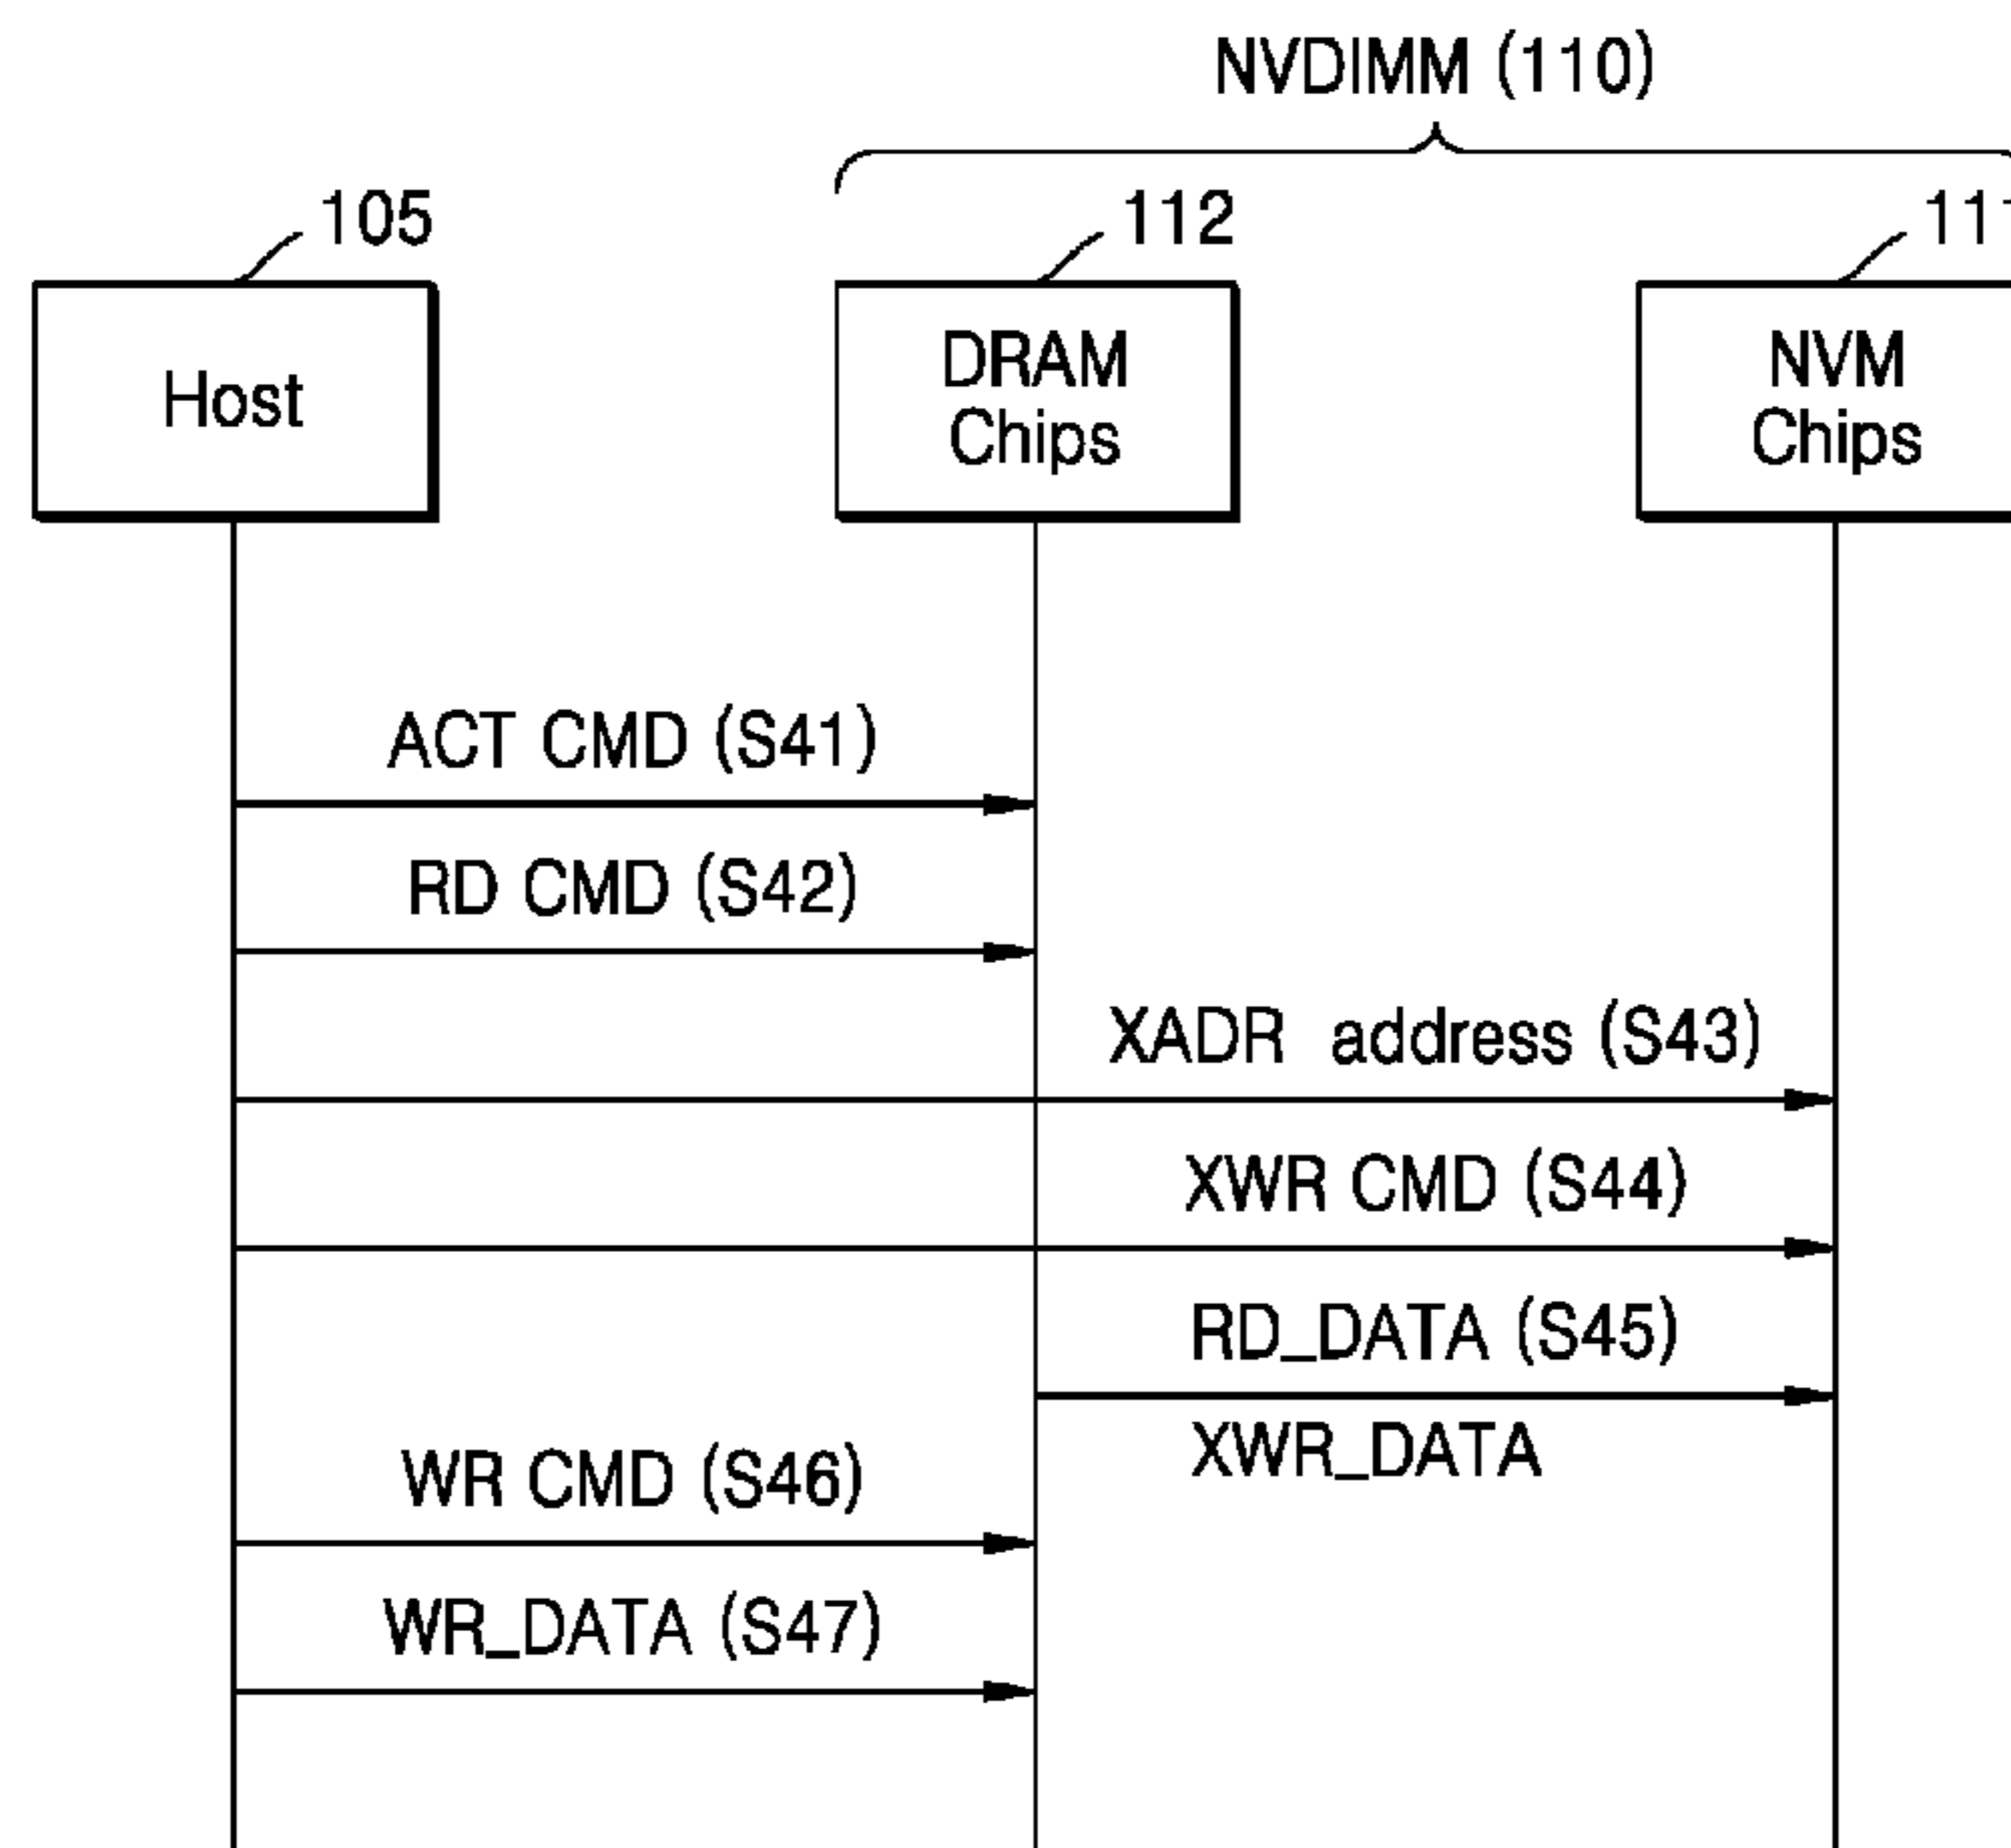 NVDIMM (110)
105
112
111
Host
DRAM
Chips
NVM
Chips
ACT CMD (S41)
RD CMD (S42)
XADR address (S43)
XWR CMD (S44)
RD_DATA (S45)
XWR_DATA
WR CMD (S46)
WR_DATA (S47)